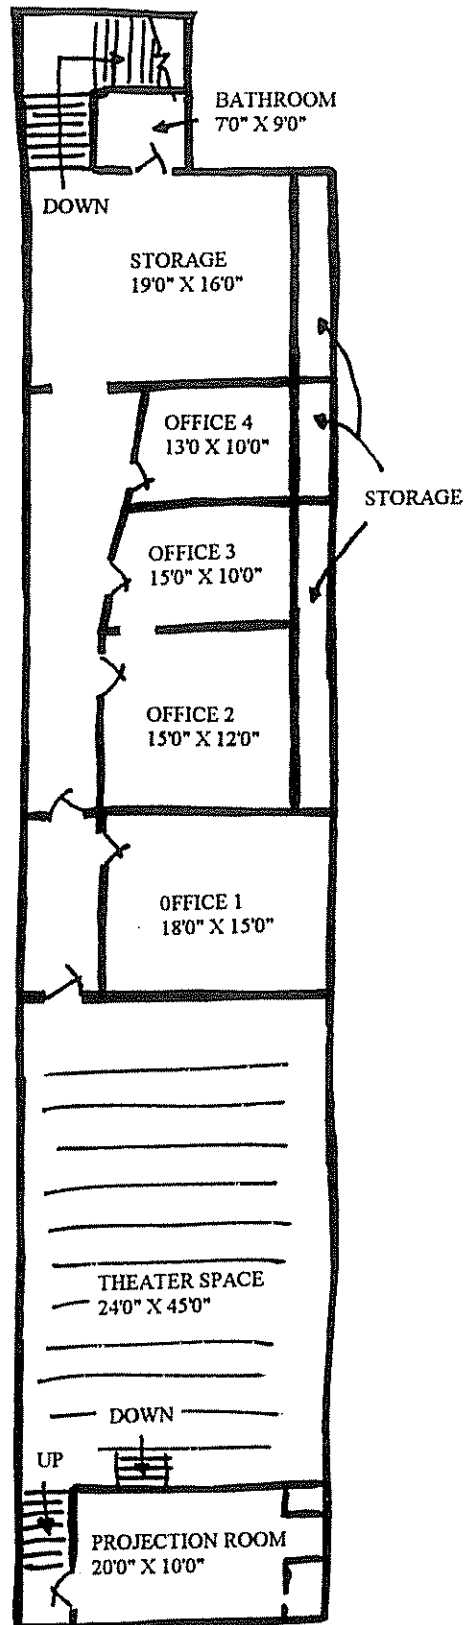 BATHROOM
7'0" X 9'0"
DOWN
STORAGE
19'0" X 16'0"
OFFICE 4
13'0 X 10'0"
STORAGE
OFFICE 3
15'0" X 10'0"
OFFICE 2
15'0" X 12'0"
0FFICE 1
18'0" X 15'0"
THEATER SPACE
24'0" X 45'0"
DOWN
UP
PROJECTION ROOM
20'0" X 10'0"